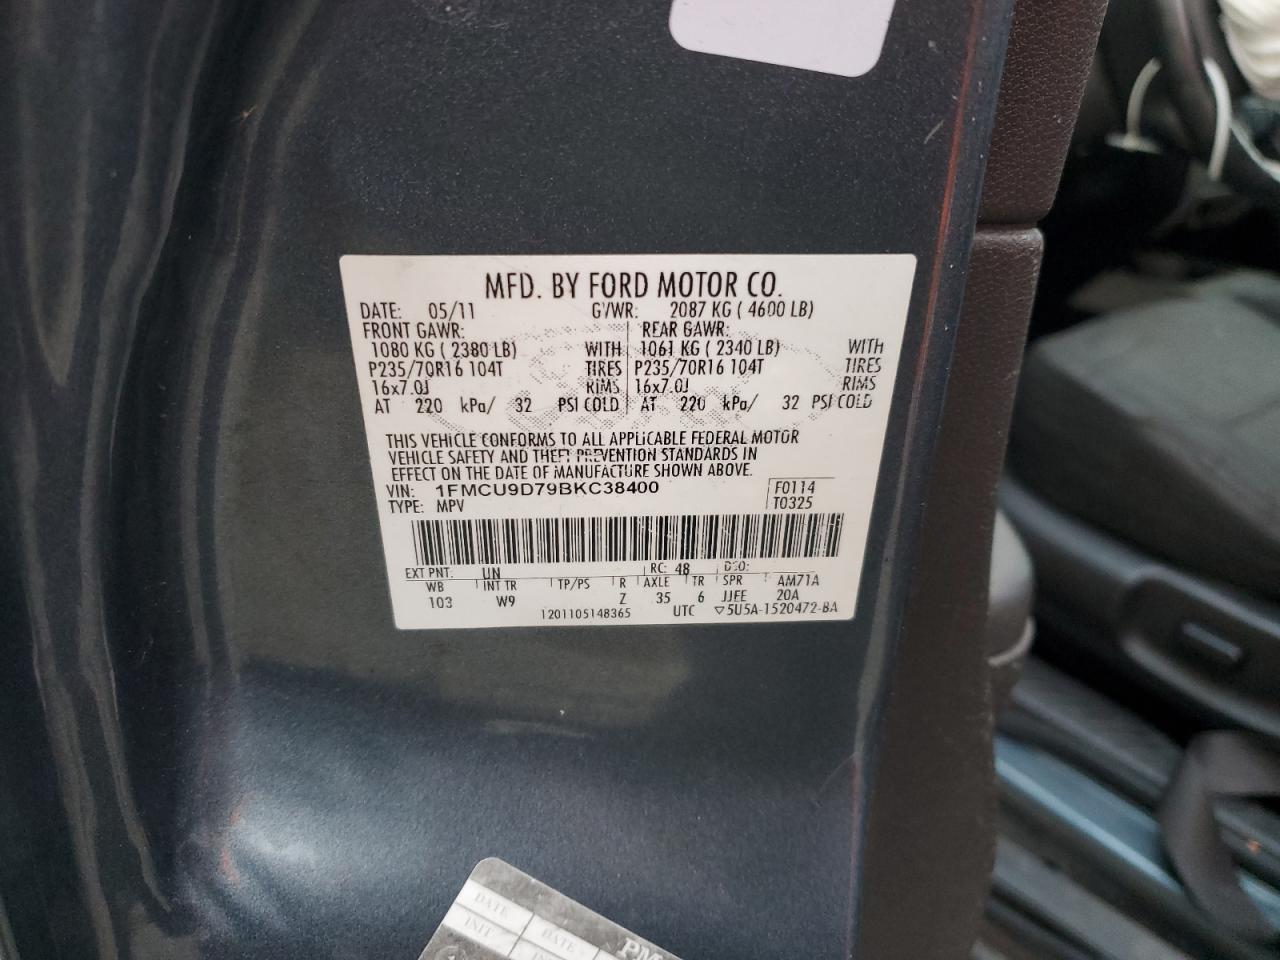 MFD. BY FORD MOTOR CO.
DATE: 05/11 GVWR: 2087 KG ( 4600 LB)
FRONT GAWR: REAR GAWR:
1080 KG ( 2380 LB) WITH 1061 KG ( 2340 LB) WITH
P235/70R16 104T TIRES P235/70R16 104T TIRES
16x7.0J RIMS 16x7.0J RIMS
AT 220 kPa/ 32 PSI COLD AT 220 kPa/ 32 PSI COLD
THIS VEHICLE CONFORMS TO ALL APPLICABLE FEDERAL MOTOR
VEHICLE SAFETY AND THEFT PREVENTION STANDARDS IN
EFFECT ON THE DATE OF MANUFACTURE SHOWN ABOVE.
VIN: 1FMCU9D79BKC38400 F0114
TYPE: MPV T0325
EXT PNT: UN RC: 48 DSO:
WB INT TR TP/PS R AXLE TR SPR AM71A
103 W9 Z 35 6 JJEE 20A
1201105148365 UTC ▽5U5A-1520472-BA
DATE
INIT
DATE